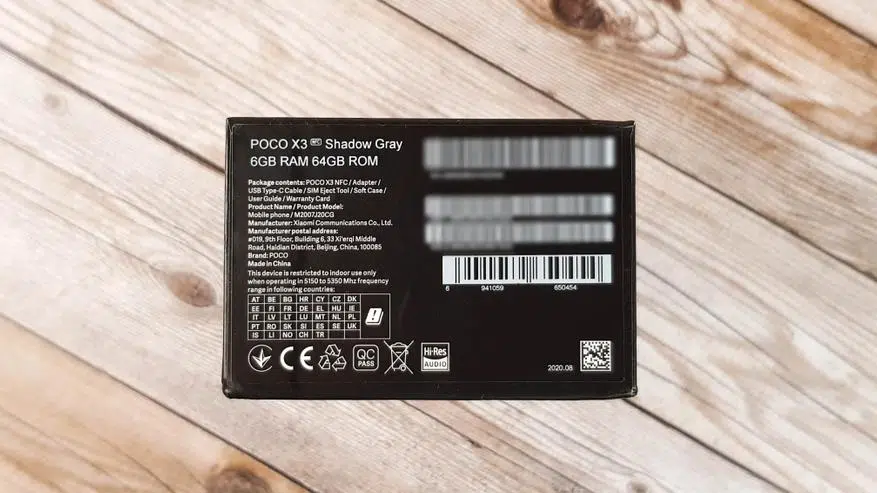 POCO X3 NFC Shadow Gray
6GB RAM 64GB ROM
Package contents: POCO X3 NFC / Adapter /
USB Type-C Cable / SIM Eject Tool / Soft Case /
User Guide / Warranty Card
Product Name / Product Model:
Mobile phone / M2007J20CG
Manufacturer: Xiaomi Communications Co., Ltd.
Manufacturer postal address:
#019, 9th Floor, Building 6, 33 Xi'erqi Middle
Road, Haidian District, Beijing, China, 100085
Brand: POCO
Made in China
This device is restricted to indoor use only
when operating in 5150 to 5350 Mhz frequency
range in following countries:
AT BE BG HR CY CZ DK
EE FI FR DE EL HU IE
IT LV LT LU MT NL PL
PT RO SK SI ES SE UK
IS LI NO CH TR
CE
QC
PASS
Hi-Res
AUDIO
6 941059 650454
2020.08